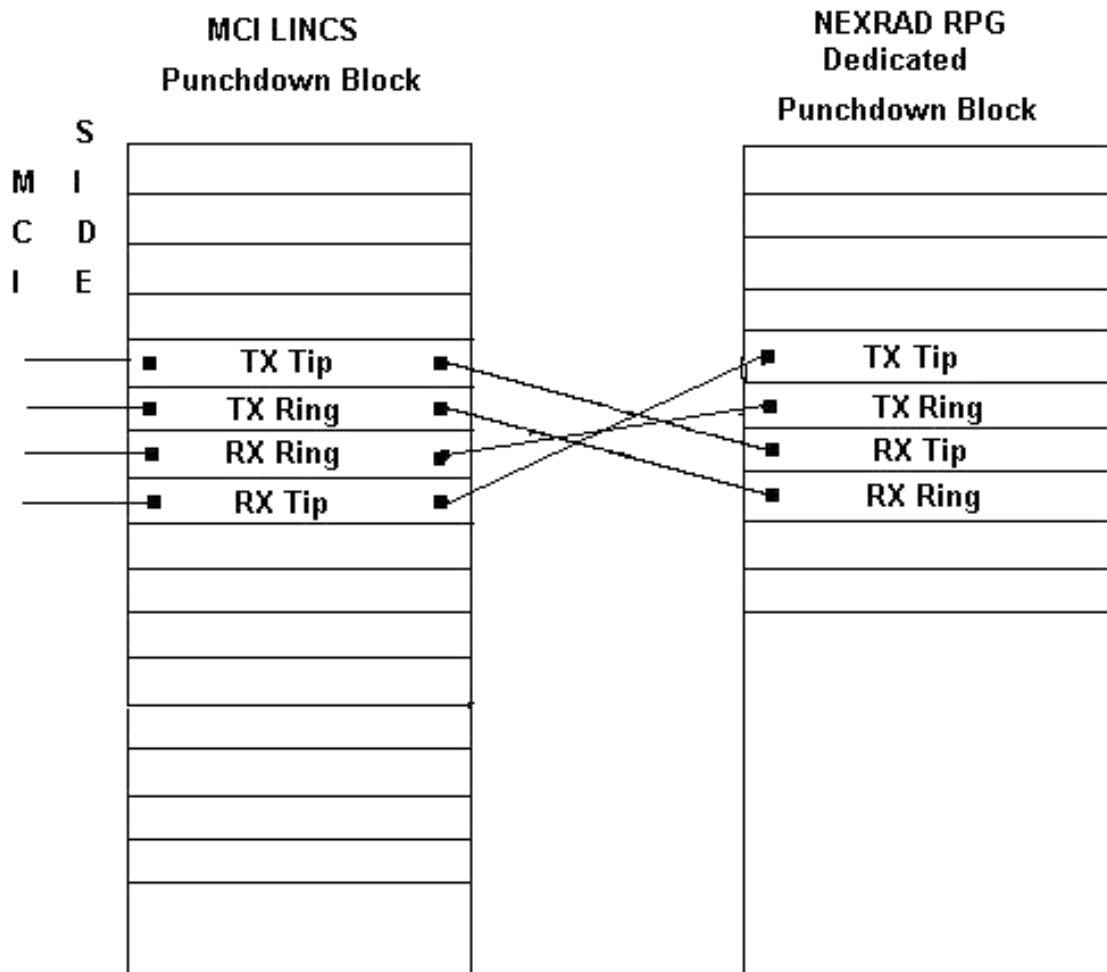 MCI LINCS
Punchdown Block
NEXRAD RPG
Dedicated
Punchdown Block
S
M I
C D
I E
TX Tip
TX Ring
RX Ring
RX Tip
TX Tip
TX Ring
RX Tip
RX Ring